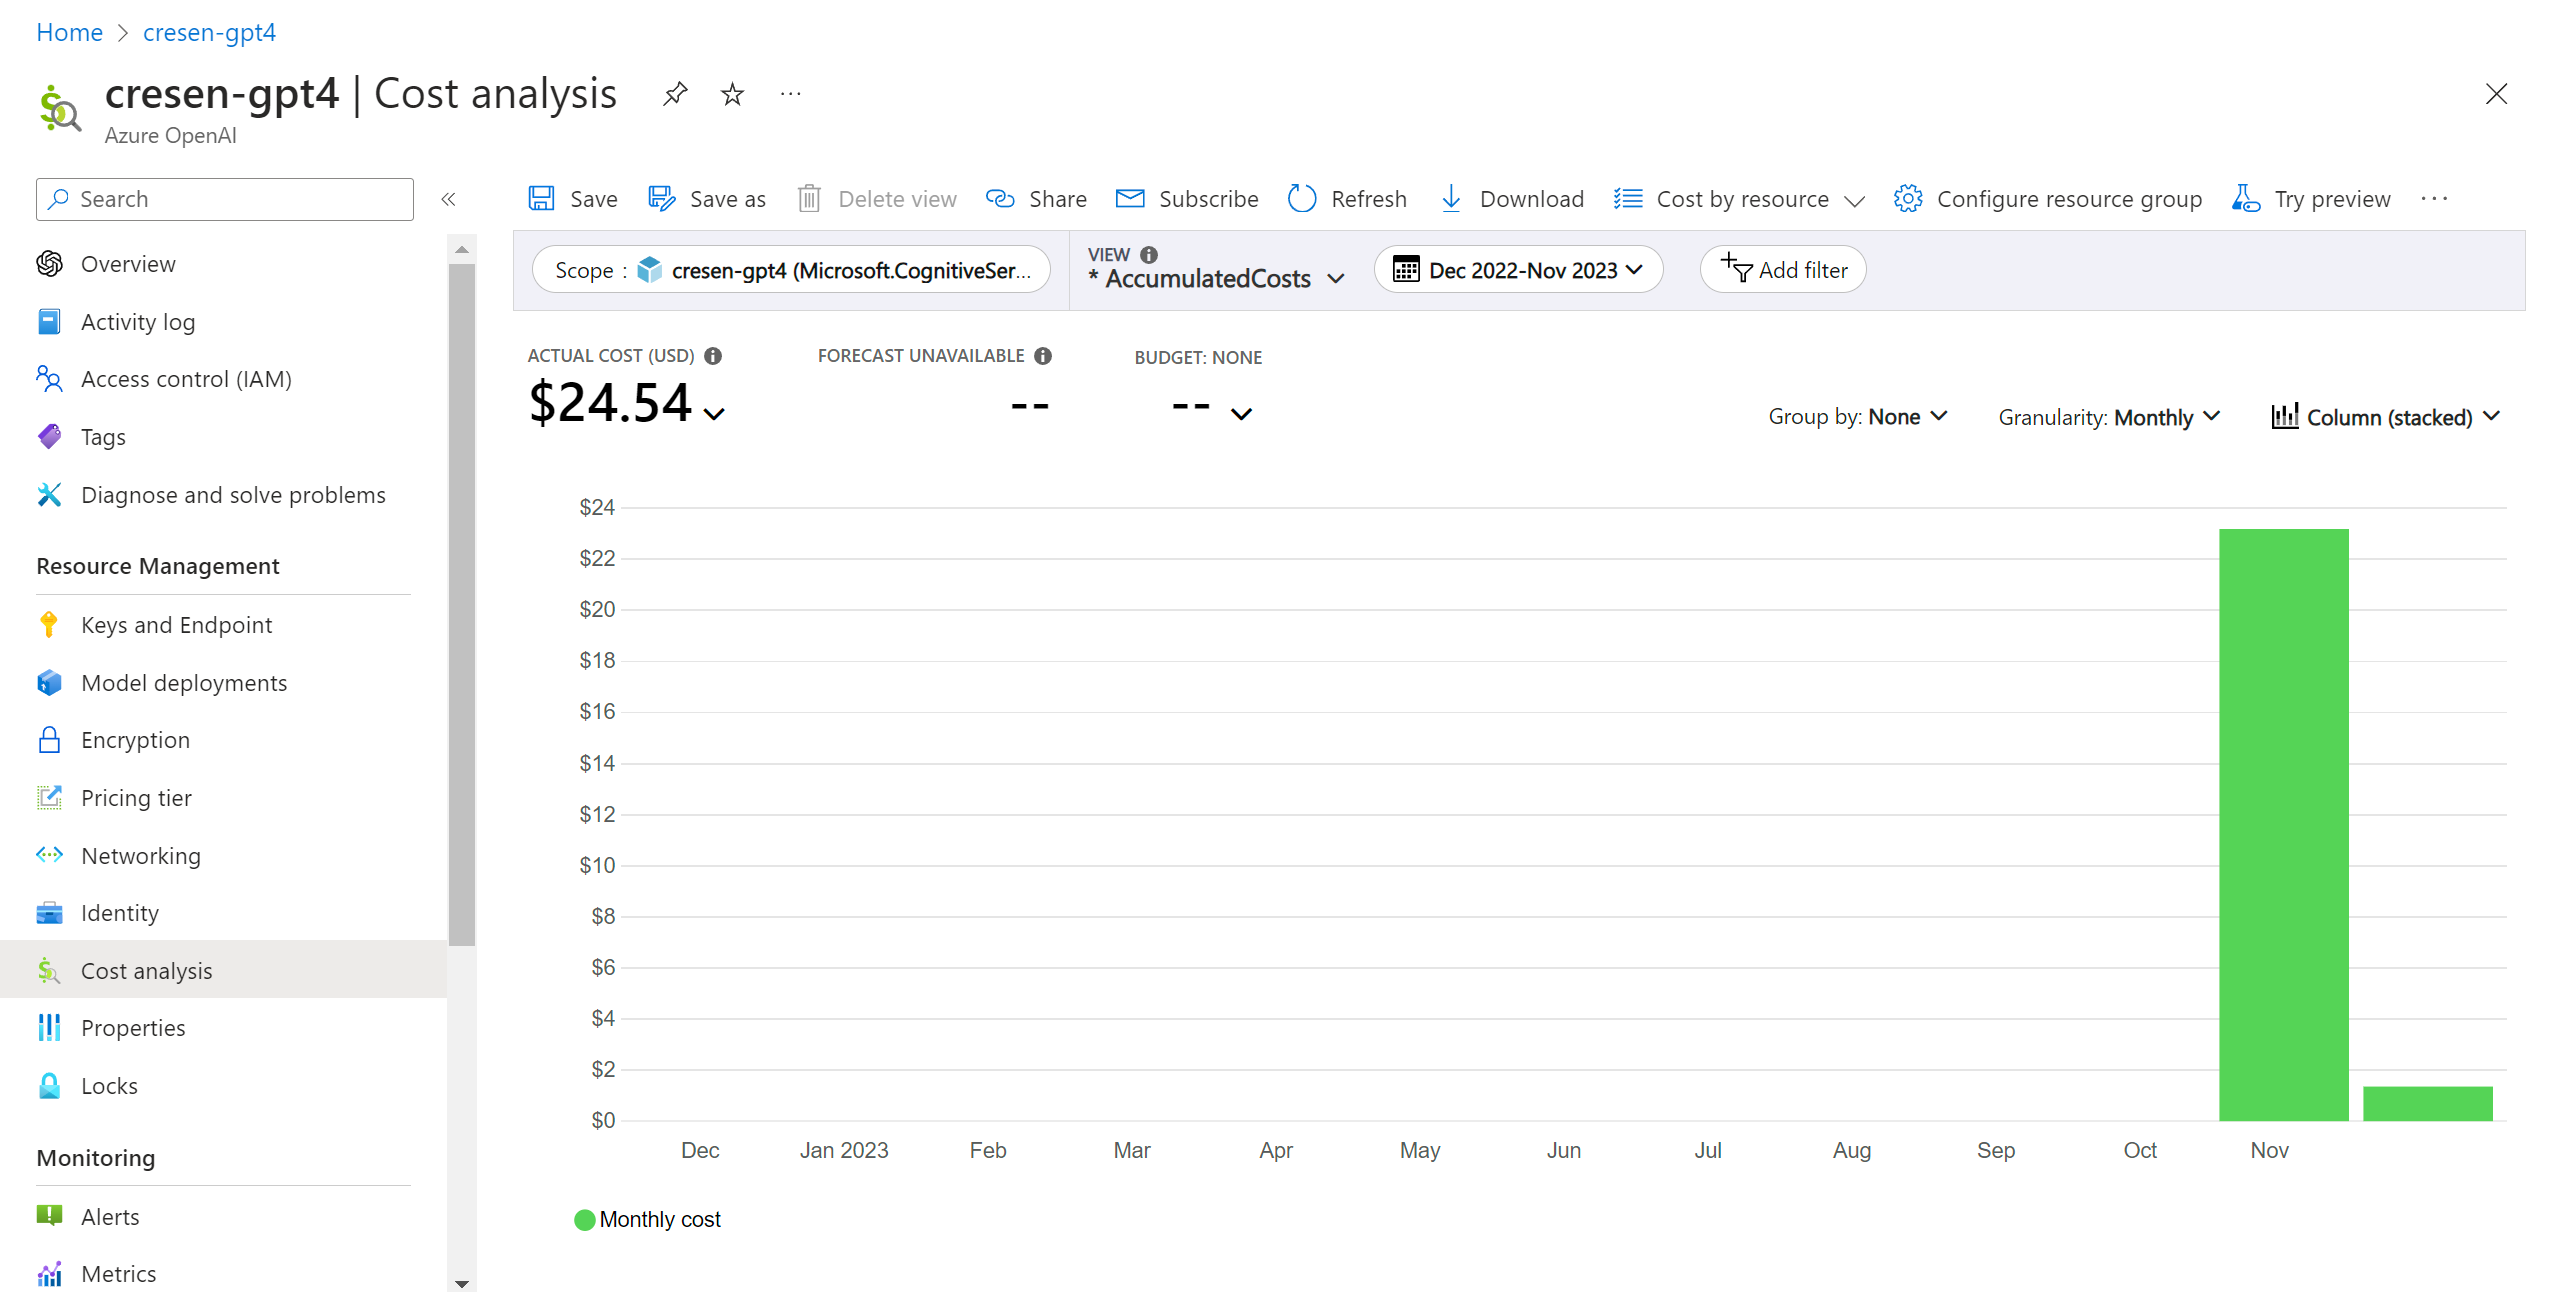 Home > cresen-gpt4
cresen-gpt4 | Cost analysis
Azure OpenAI
Search
Overview
Activity log
Access control (IAM)
Tags
Diagnose and solve problems
Resource Management
Keys and Endpoint
Model deployments
Encryption
Pricing tier
Networking
Identity
Cost analysis
Properties
Locks
Monitoring
Alerts
Metrics
Save Save as Delete view Share Subscribe Refresh Download Cost by resource Configure resource group Try preview ...
Scope : cresen-gpt4 (Microsoft.CognitiveSer...
VIEW
* AccumulatedCosts
Dec 2022-Nov 2023
Add filter
ACTUAL COST (USD)
$24.54
FORECAST UNAVAILABLE
--
BUDGET: NONE
--
Group by: None
Granularity: Monthly
Column (stacked)
$24
$22
$20
$18
$16
$14
$12
$10
$8
$6
$4
$2
$0
Dec Jan 2023 Feb Mar Apr May Jun Jul Aug Sep Oct Nov
Monthly cost